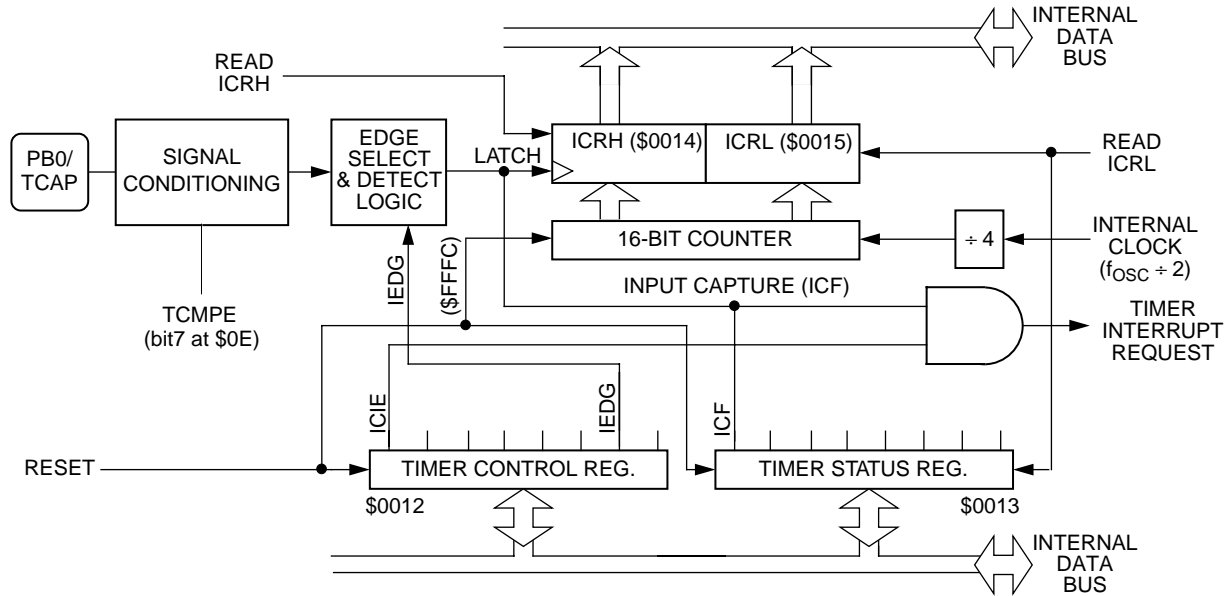 INTERNAL
DATA
BUS
READ
ICRH
PB0/
TCAP
SIGNAL
CONDITIONING
EDGE
SELECT
& DETECT
LOGIC
LATCH
ICRH ($0014)
ICRL ($0015)
READ
ICRL
16-BIT COUNTER
÷ 4
INTERNAL
CLOCK
(fOSC ÷ 2)
IEDG
($FFFC)
INPUT CAPTURE (ICF)
TCMPE
(bit7 at $0E)
TIMER
INTERRUPT
REQUEST
ICIE
IEDG
ICF
RESET
TIMER CONTROL REG.
TIMER STATUS REG.
$0012
$0013
INTERNAL
DATA
BUS